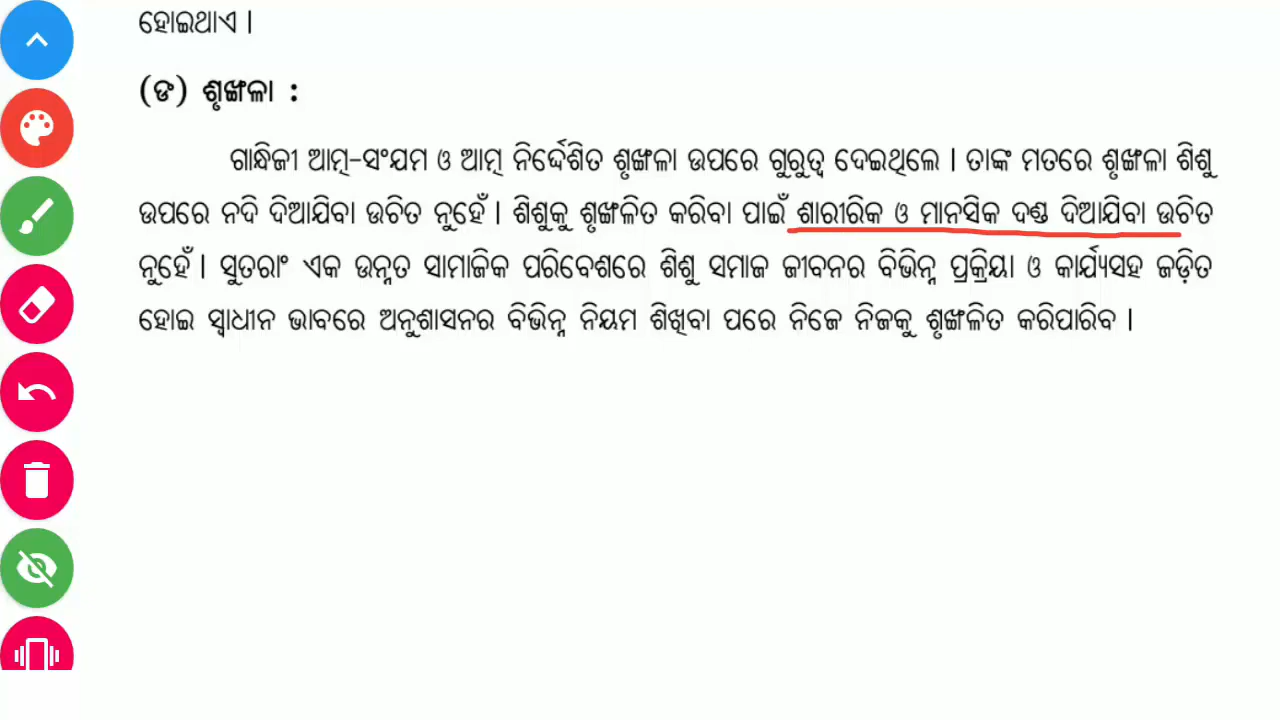 ହୋଇଥାଏ ।
(ଙ) ଶୃଙ୍ଖଳା :
ଗାନ୍ଧିଜୀ ଆତ୍ମ-ସଂଯମ ଓ ଆତ୍ମ ନିର୍ଦ୍ଦେଶିତ ଶୃଙ୍ଖଳା ଉପରେ ଗୁରୁତ୍ୱ ଦେଇଥିଲେ । ତାଙ୍କ ମତରେ ଶୃଙ୍ଖଳା ଶିଶୁ
ଉପରେ ନଦି ଦିଆଯିବା ଉଚିତ ନୁହେଁ । ଶିଶୁକୁ ଶୃଙ୍ଖଳିତ କରିବା ପାଇଁ ଶାରୀରିକ ଓ ମାନସିକ ଦଣ୍ଡ ଦିଆଯିବା ଉଚିତ
ନୁହେଁ । ସୁତରାଂ ଏକ ଉନ୍ନତ ସାମାଜିକ ପରିବେଶରେ ଶିଶୁ ସମାଜ ଜୀବନର ବିଭିନ୍ନ ପ୍ରକ୍ରିୟା ଓ କାର୍ଯ୍ୟସହ ଜଡ଼ିତ
ହୋଇ ସ୍ୱାଧୀନ ଭାବରେ ଅନୁଶାସନର ବିଭିନ୍ନ ନିୟମ ଶିଖିବା ପରେ ନିଜେ ନିଜକୁ ଶୃଙ୍ଖଳିତ କରିପାରିବ ।